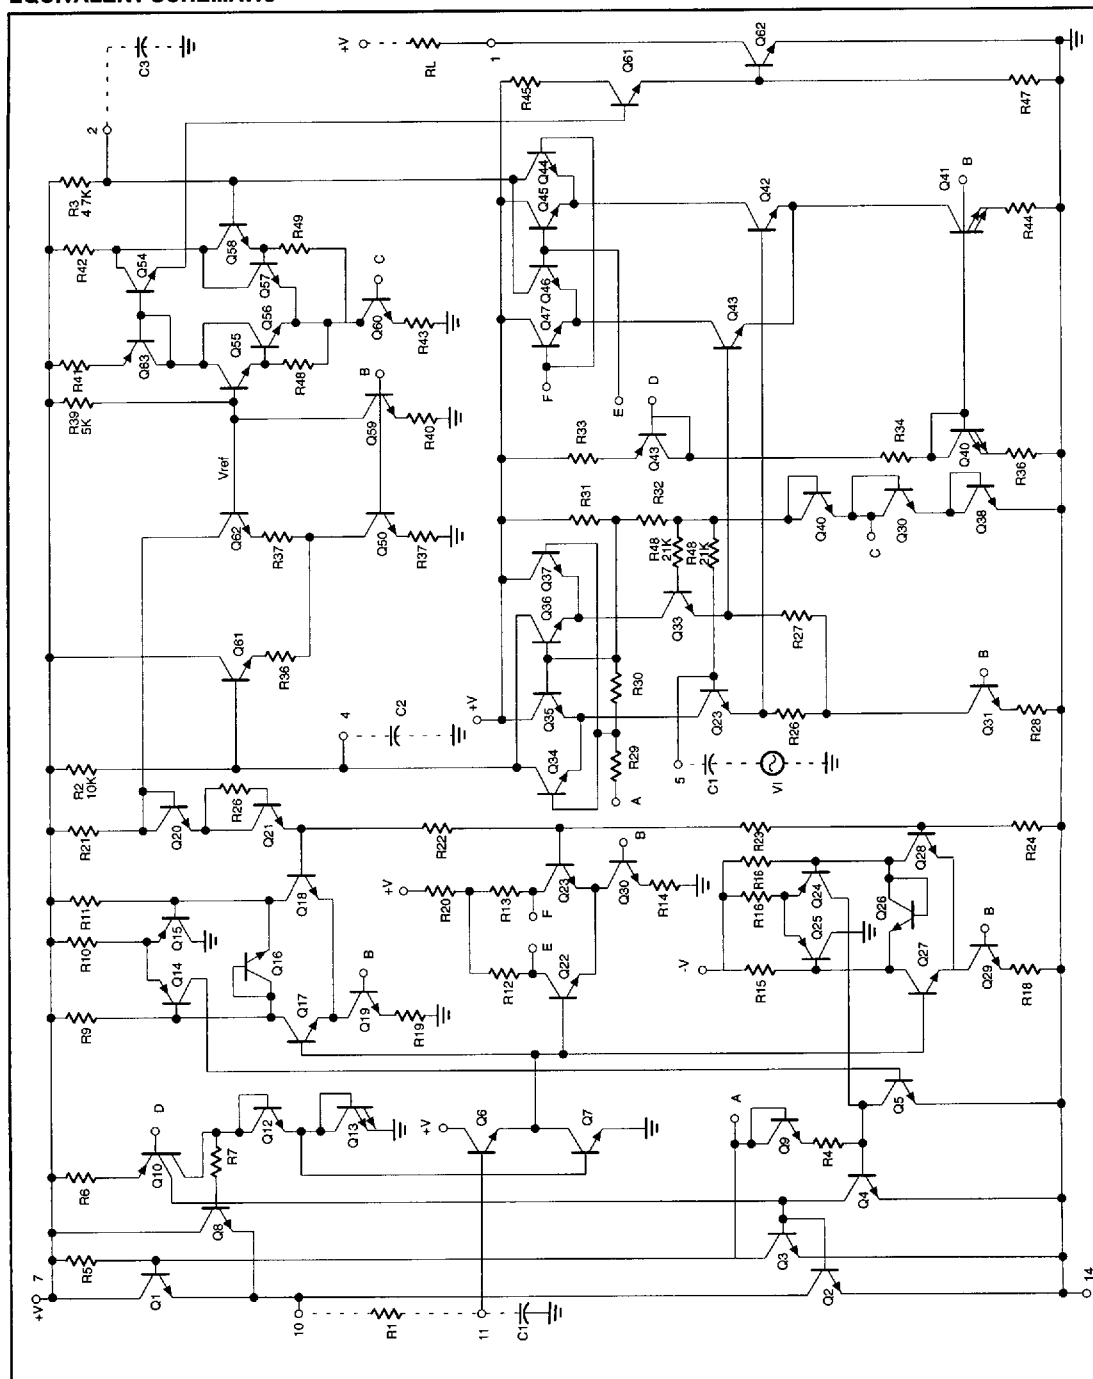 EQUIVALENT SCHEMATIC
+V
7
R5
Q1
10
R1
11
C1
Q2
14
R6
D
Q10
Q8
R7
Q12
Q13
+V
Q6
Q7
A
Q9
R4
Q3
Q4
Q5
R9
R10
R11
Q14
Q15
Q16
Q17
Q18
Q19
B
R19
R12
E
Q22
+V
R20
R13
F
Q23
Q30
B
R14
-V
R15
R16
R16
Q25
Q24
Q26
Q27
Q28
Q29
B
R18
R21
Q20
R26
Q21
R22
R23
R24
R2
10K
4
C2
Q61
R36
Q62
R37
Vref
Q50
R37
Q59
B
R40
R39
5K
R41
Q63
Q54
R42
R3
4.7K
2
C3
Q55
Q56
Q57
Q58
R48
R49
Q60
C
R43
+V
Q34
Q35
Q36
Q37
A
R29
R30
R31
R32
R48
21K
R48
21K
5
C1
VI
Q23
Q33
R26
R27
Q31
B
R28
R33
Q43
D
R34
Q40
Q30
C
Q38
Q40
R36
F
E
Q47
Q46
Q45
Q44
Q43
Q42
Q41
B
R44
+V
RL
1
R45
Q61
Q62
R47